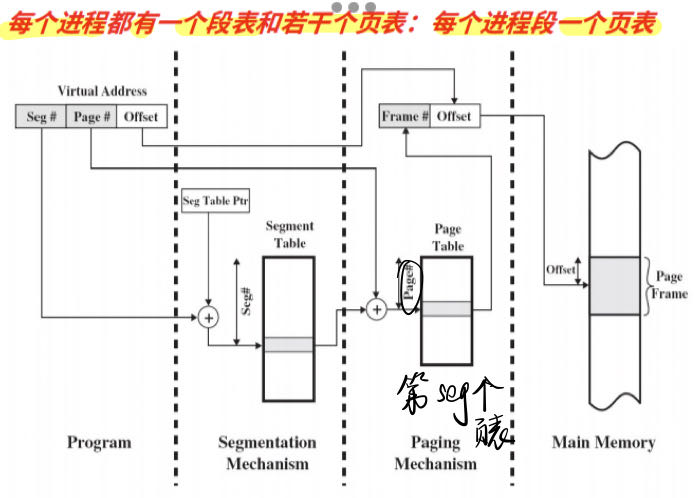 每个进程都有一个段表和若干个页表：每个进程段一个页表
Virtual Address
Seg # Page # Offset
Frame # Offset
Seg Table Ptr
Segment
Table
Page
Table
Seg#
Page#
Offset
Page
Frame
第seg个
页表
Program
Segmentation
Mechanism
Paging
Mechanism
Main Memory